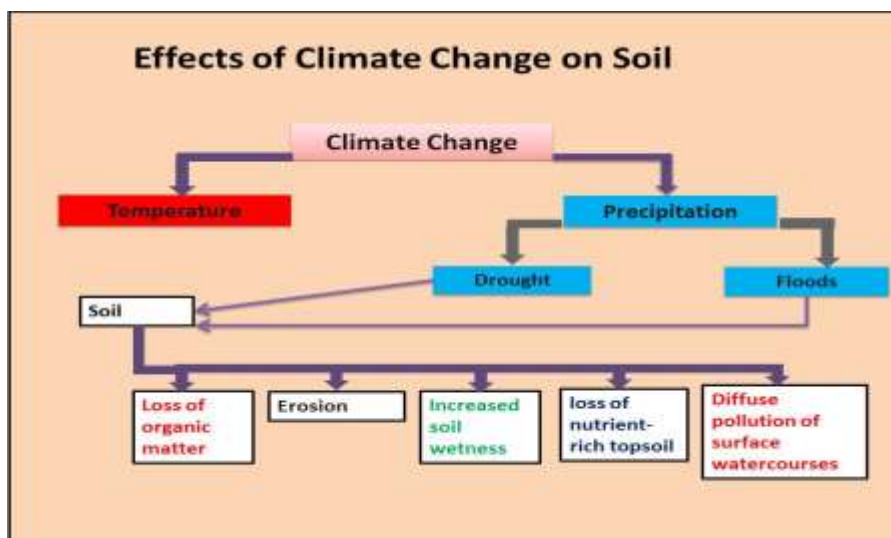 Effects of Climate Change on Soil
Climate Change
Temperature
Precipitation
Drought
Floods
Soil
Loss of
organic
matter
Erosion
Increased
soil
wetness
loss of
nutrient-
rich topsoil
Diffuse
pollution of
surface
watercourses